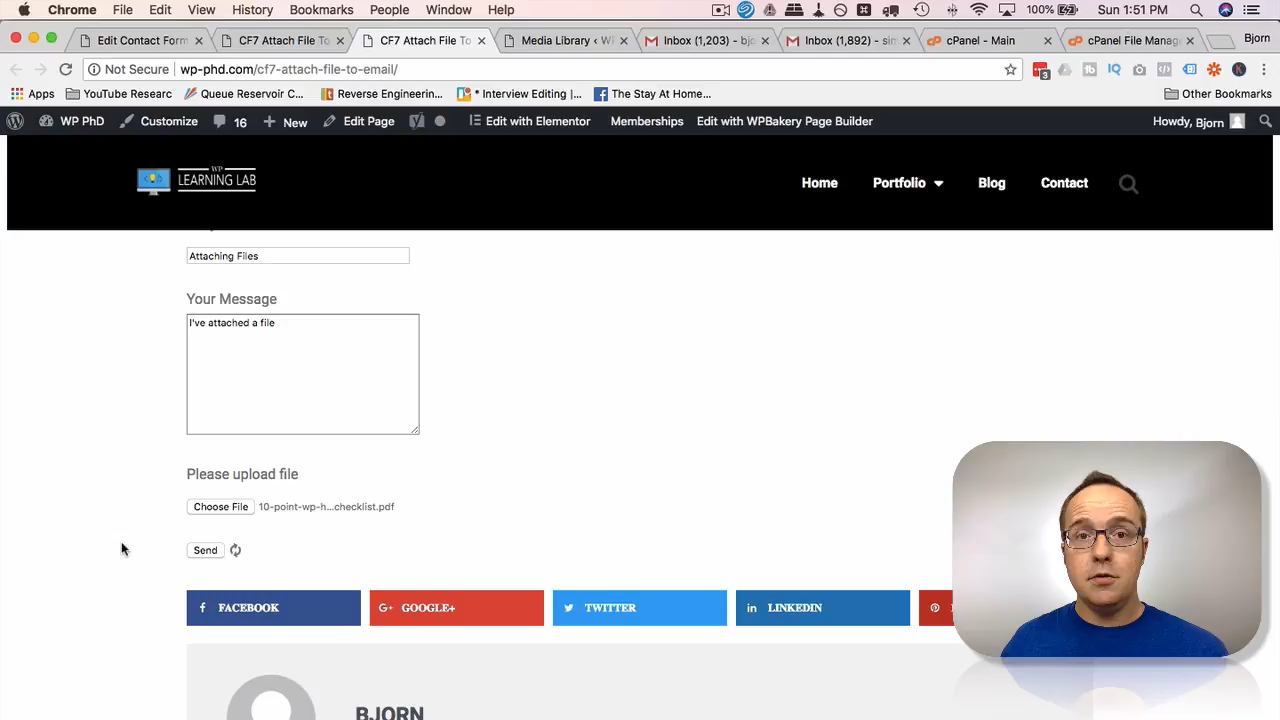 Chrome File Edit View History Bookmarks People Window Help 100% Sun 1:51 PM
Edit Contact Form CF7 Attach File To CF7 Attach File To Media Library ‹ W Inbox (1,203) - bjo Inbox (1,892) - sim cPanel - Main cPanel File Manag Bjorn
Not Secure wp-phd.com/cf7-attach-file-to-email/ 3
Apps YouTube Researc Queue Reservoir C... Reverse Engineerin... * Interview Editing |... The Stay At Home... Other Bookmarks
WP PhD Customize 16 New Edit Page Edit with Elementor Memberships Edit with WPBakery Page Builder Howdy, Bjorn
WP
LEARNING LAB
Home Portfolio Blog Contact
Attaching Files
Your Message
I've attached a file
Please upload file
Choose File 10-point-wp-h...checklist.pdf
Send
FACEBOOK GOOGLE+ TWITTER LINKEDIN
BJORN